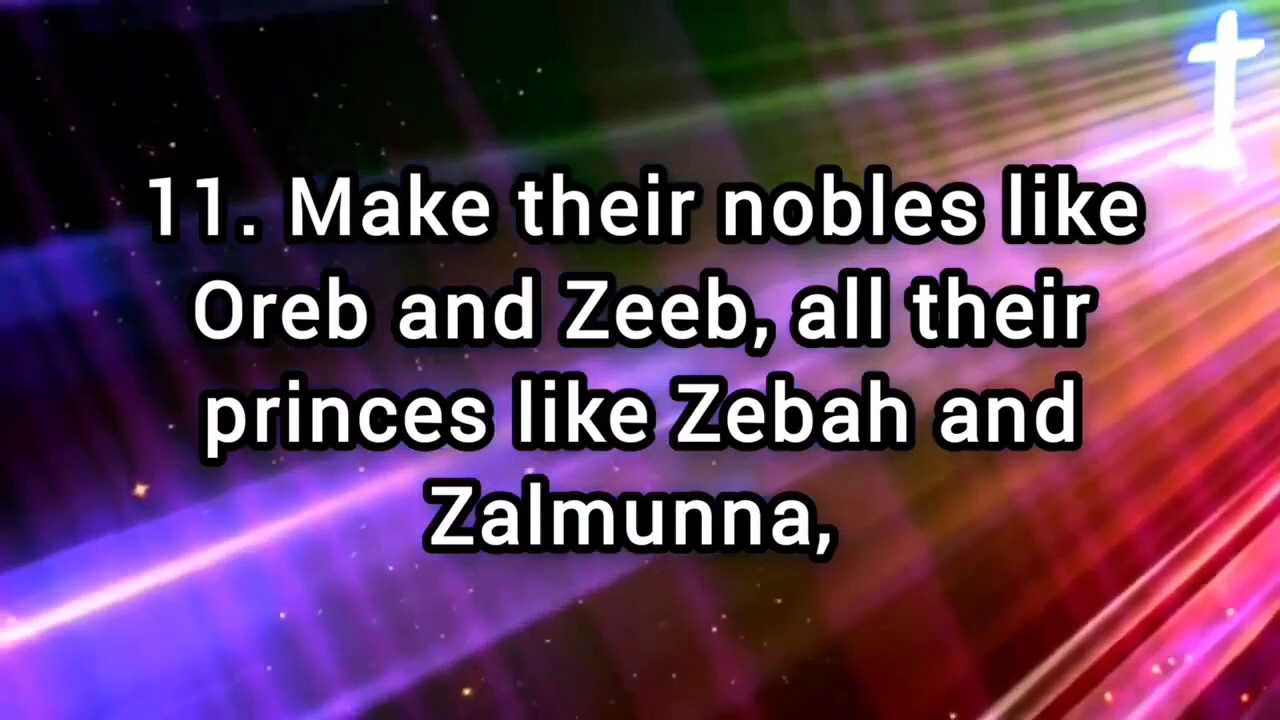 11. Make their nobles like
Oreb and Zeeb, all their
princes like Zebah and
Zalmunna,